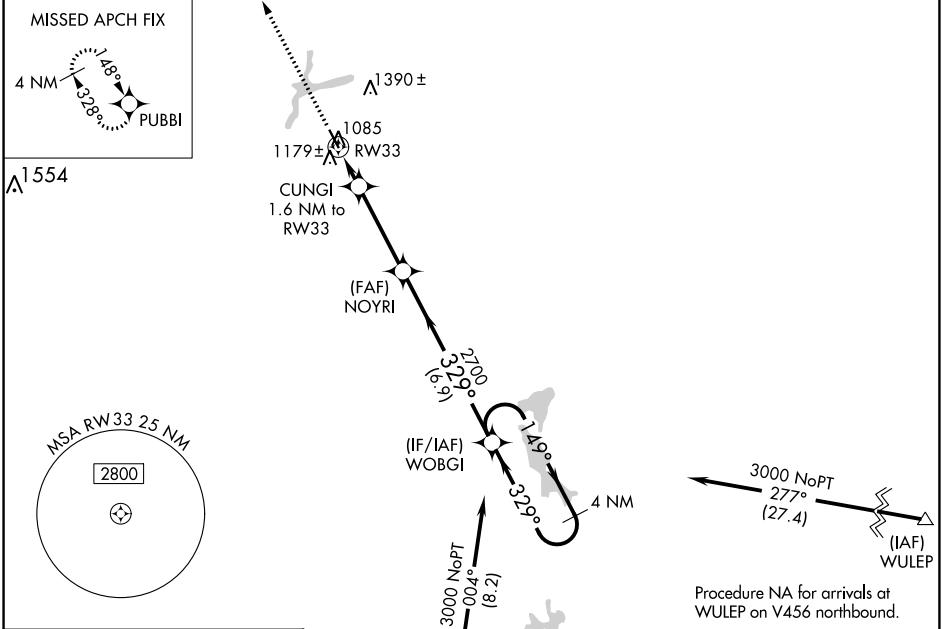 MISSED APCH FIX
4 NM
148°
328°
PUBBI
1554
1390 ±
1085
1179±
RW33
CUNGI
1.6 NM to
RW33
(FAF)
NOYRI
2700
329°
(6.9)
(IF/IAF)
WOBGI
149°
329°
4 NM
MSA RW33 25 NM
2800
3000 NoPT
004°
(8.2)
3000 NoPT
277°
(27.4)
(IAF)
WULEP
Procedure NA for arrivals at
WULEP on V456 northbound.